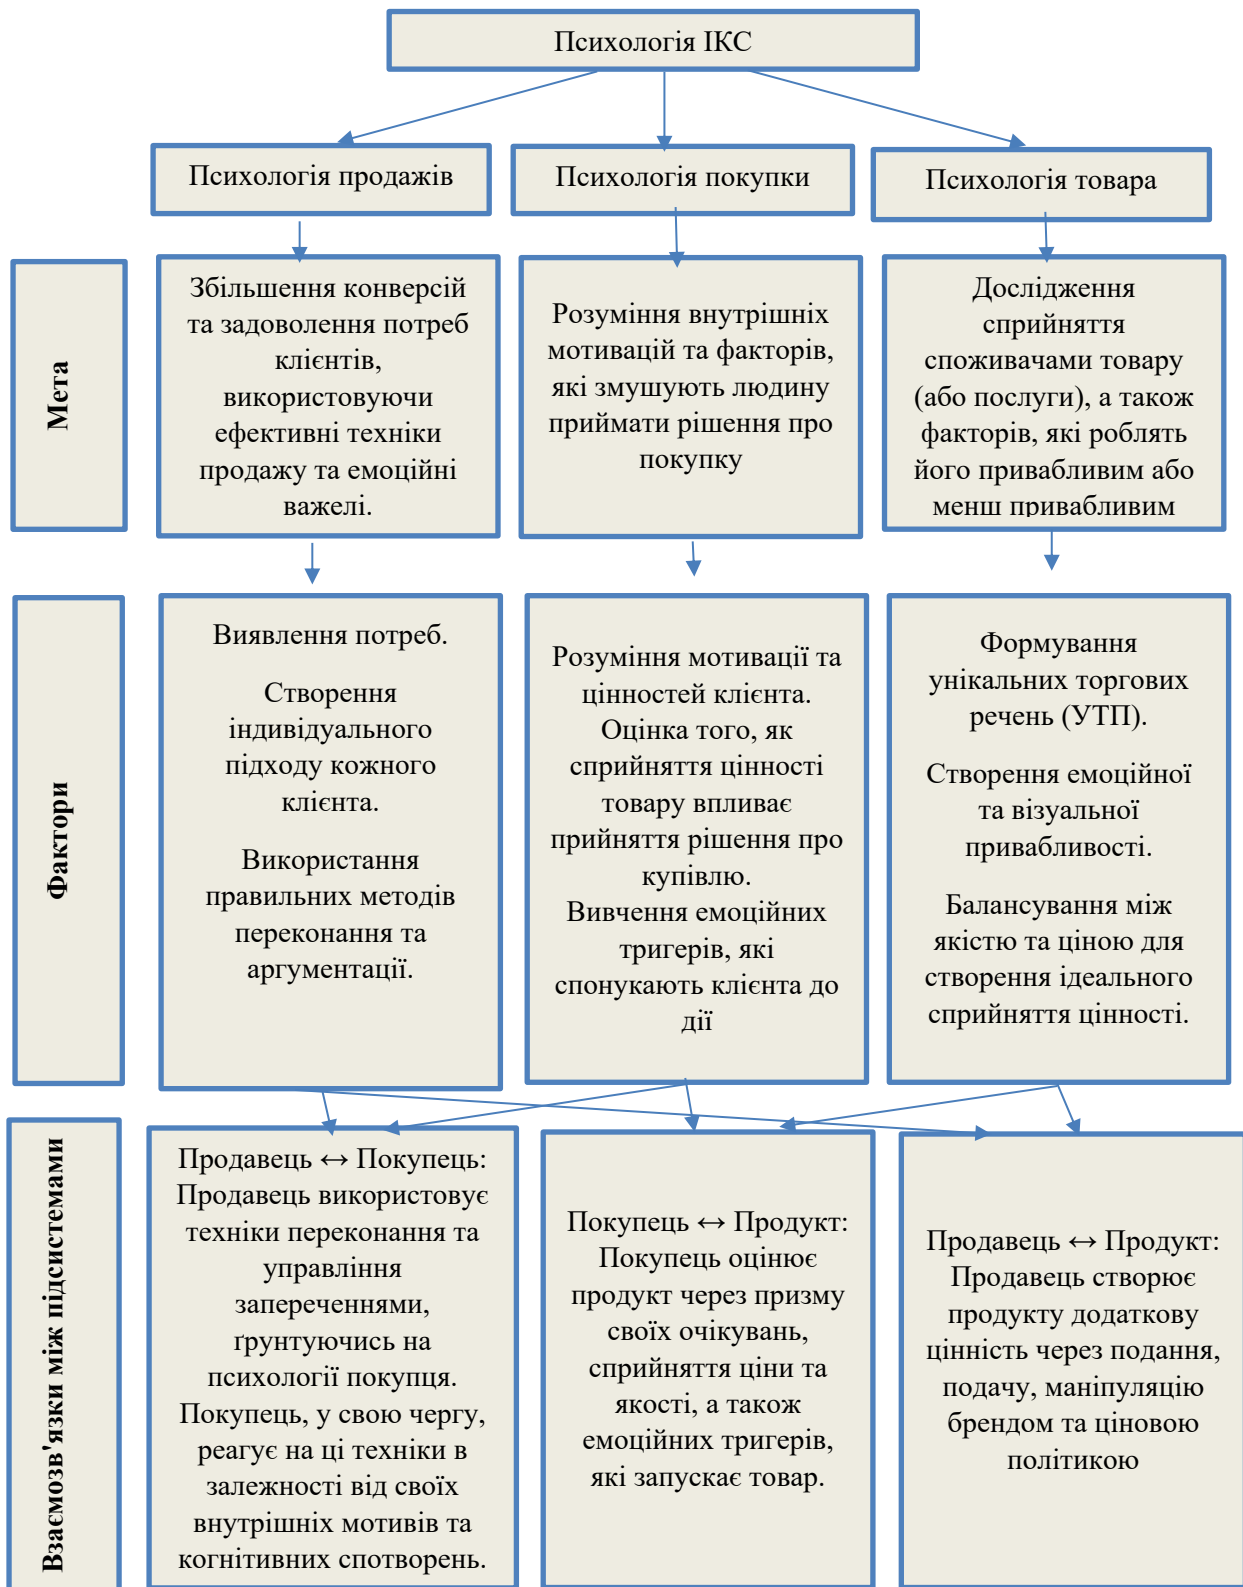 Психологія ІКС
Психологія продажів
Психологія покупки
Психологія товара
Мета
Збільшення конверсій
та задоволення потреб
клієнтів,
використовуючи
ефективні техніки
продажу та емоційні
важелі.
Розуміння внутрішніх
мотивацій та факторів,
які змушують людину
приймати рішення про
покупку
Дослідження
сприйняття
споживачами товару
(або послуги), а також
факторів, які роблять
його привабливим або
менш привабливим
Фактори
Виявлення потреб.
Створення
індивідуального
підходу кожного
клієнта.
Використання
правильних методів
переконання та
аргументації.
Розуміння мотивації та
цінностей клієнта.
Оцінка того, як
сприйняття цінності
товару впливає
прийняття рішення про
купівлю.
Вивчення емоційних
тригерів, які
спонукають клієнта до
дії
Формування
унікальних торгових
речень (УТП).
Створення емоційної
та візуальної
привабливості.
Балансування між
якістю та ціною для
створення ідеального
сприйняття цінності.
Взаємозв'язки між підсистемами
Продавець ↔ Покупець:
Продавець використовує
техніки переконання та
управління
запереченнями,
ґрунтуючись на
психології покупця.
Покупець, у свою чергу,
реагує на ці техніки в
залежності від своїх
внутрішніх мотивів та
когнітивних спотворень.
Покупець ↔ Продукт:
Покупець оцінює
продукт через призму
своїх очікувань,
сприйняття ціни та
якості, а також
емоційних тригерів,
які запускає товар.
Продавець ↔ Продукт:
Продавець створює
продукту додаткову
цінність через подання,
подачу, маніпуляцію
брендом та ціновою
політикою